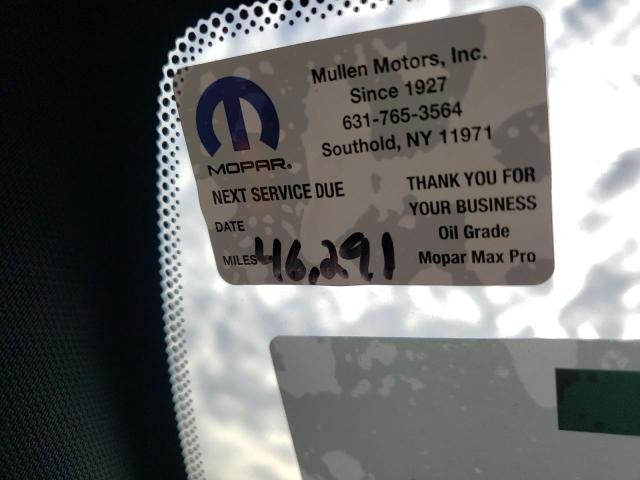 Mullen Motors, Inc.
Since 1927
631-765-3564
Southold, NY 11971
MOPAR®
NEXT SERVICE DUE
DATE
MILES 46,291
THANK YOU FOR
YOUR BUSINESS
Oil Grade
Mopar Max Pro